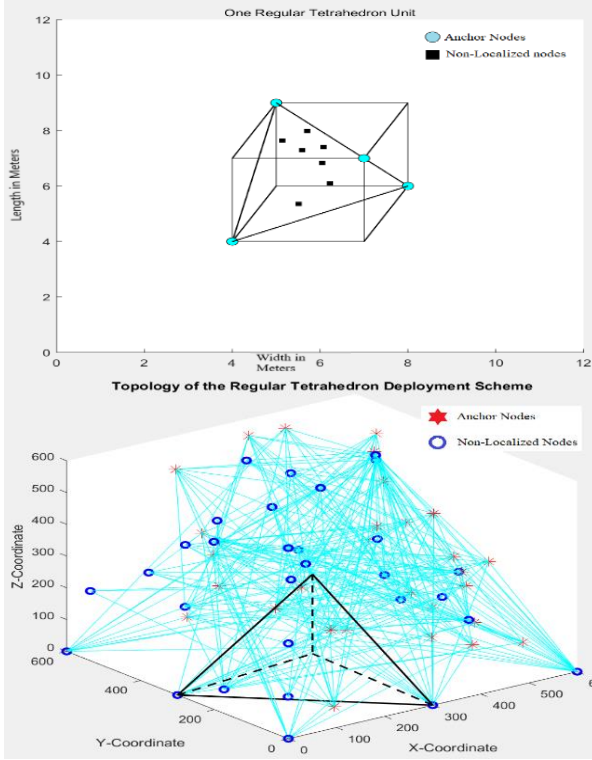 One Regular Tetrahedron Unit
12
10
8
6
4
2
0
Length in Meters
Anchor Nodes
Non-Localized nodes
0
2
4
6
8
10
12
Width in
Meters
Topology of the Regular Tetrahedron Deployment Scheme
Anchor Nodes
Non-Localized Nodes
600
500
400
300
200
100
0
Z-Coordinate
600
400
200
0
Y-Coordinate
0
100
200
300
400
500
6
X-Coordinate